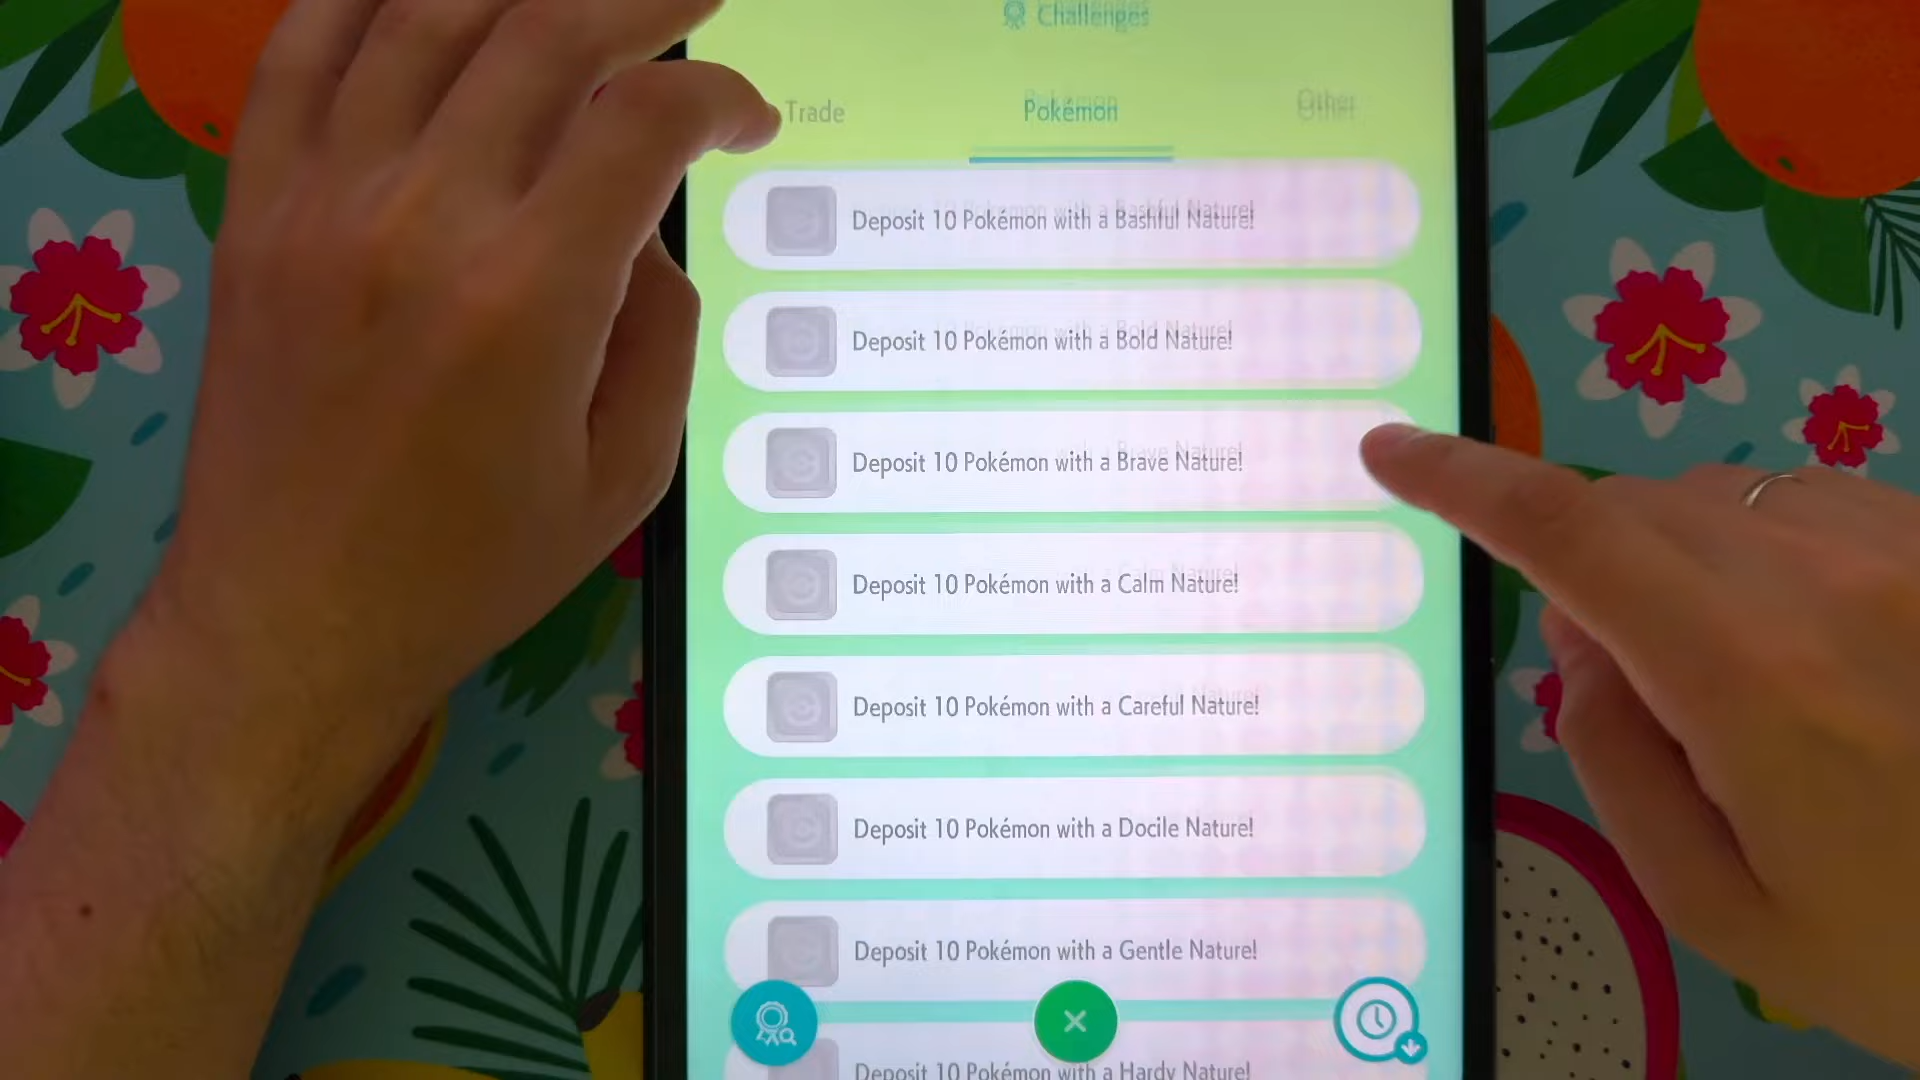 Challenges
Trade Pokémon Other
Deposit 10 Pokémon with a Bashful Nature!
Deposit 10 Pokémon with a Bold Nature!
Deposit 10 Pokémon with a Brave Nature!
Deposit 10 Pokémon with a Calm Nature!
Deposit 10 Pokémon with a Careful Nature!
Deposit 10 Pokémon with a Docile Nature!
Deposit 10 Pokémon with a Gentle Nature!
Deposit 10 Pokémon with a Hardy Nature!